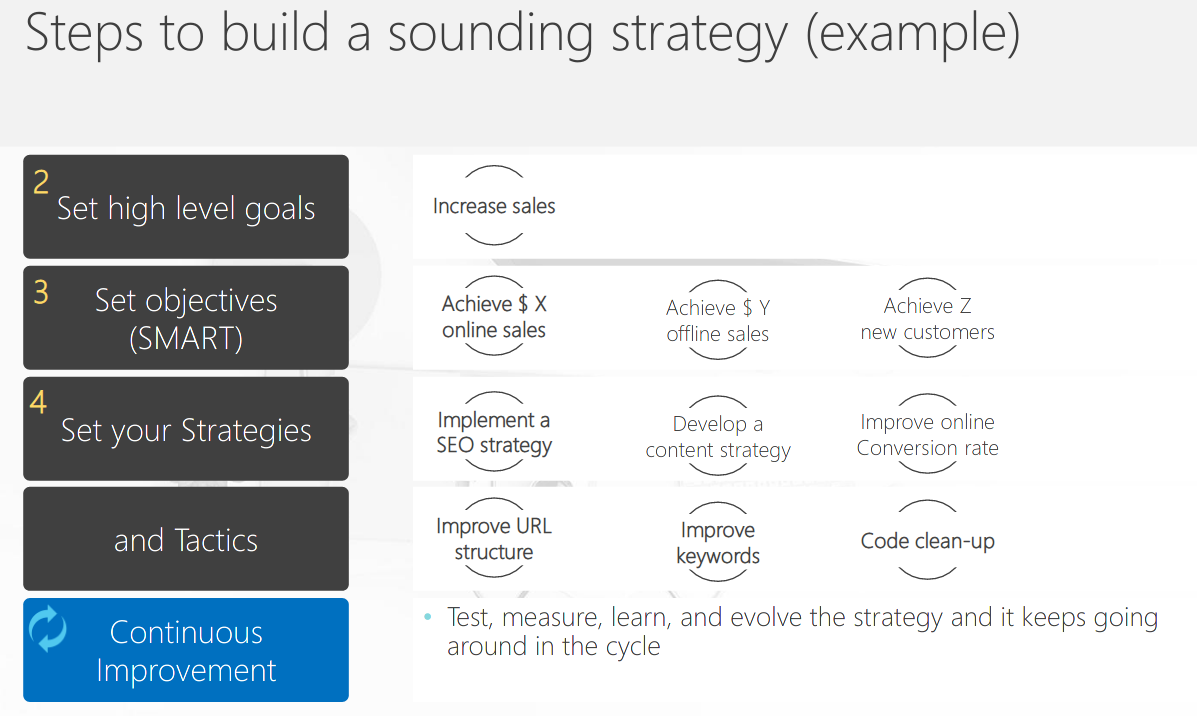 Steps to build a sounding strategy (example)
2
Set high level goals
Increase sales
3
Set objectives
(SMART)
Achieve $ X
online sales
Achieve $ Y
offline sales
Achieve Z
new customers
4
Set your Strategies
Implement a
SEO strategy
Develop a
content strategy
Improve online
Conversion rate
and Tactics
Improve URL
structure
Improve
keywords
Code clean-up
Continuous
Improvement
• Test, measure, learn, and evolve the strategy and it keeps going
around in the cycle